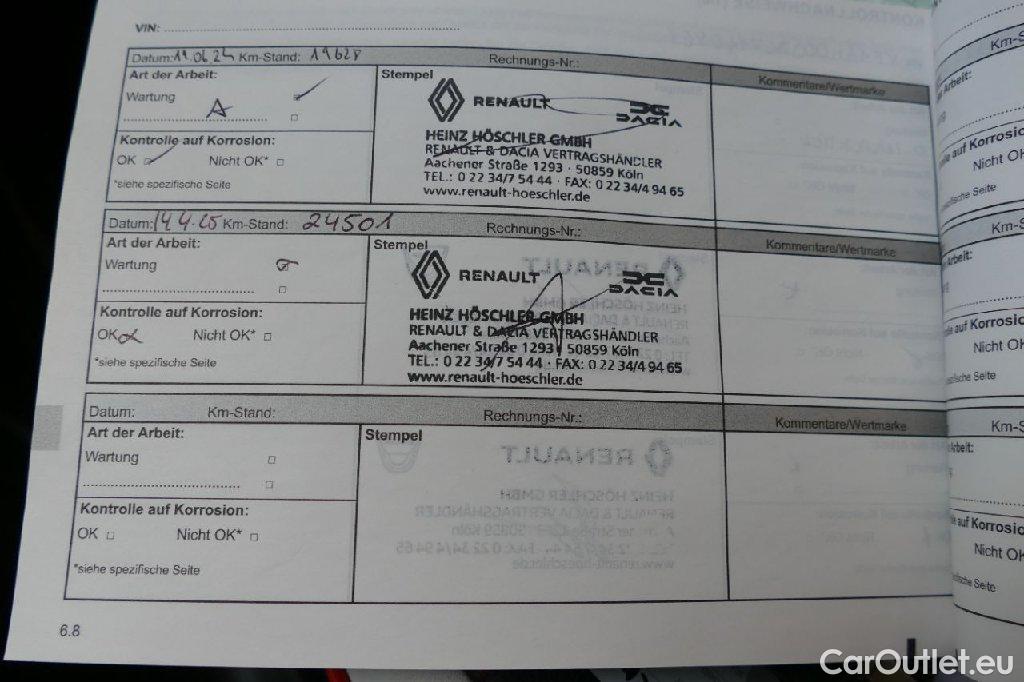 VIN:
Datum: 19.06.24 Km-Stand: 19628 Rechnungs-Nr.: Kommentare/Wertmarke
Art der Arbeit:
Wartung
A
Kontrolle auf Korrosion:
OK Nicht OK*
*siehe spezifische Seite
Stempel
RENAULT DACIA
HEINZ HÖSCHLER GMBH
RENAULT & DACIA VERTRAGSHÄNDLER
Aachener Straße 1293 · 50859 Köln
TEL.: 0 22 34/7 54 44 · FAX: 0 22 34/4 94 65
www.renault-hoeschler.de
Datum: 14.4.25 Km-Stand: 24501 Rechnungs-Nr.: Kommentare/Wertmarke
Art der Arbeit:
Wartung
Kontrolle auf Korrosion:
OK Nicht OK*
*siehe spezifische Seite
Stempel
RENAULT DACIA
HEINZ HÖSCHLER GMBH
RENAULT & DACIA VERTRAGSHÄNDLER
Aachener Straße 1293 50859 Köln
TEL.: 0 22 34/7 54 44 · FAX: 0 22 34/4 94 65
www.renault-hoeschler.de
Datum: Km-Stand: Rechnungs-Nr.: Kommentare/Wertmarke
Art der Arbeit:
Wartung
Kontrolle auf Korrosion:
OK Nicht OK*
*siehe spezifische Seite
Stempel
6.8
CarOutlet.eu